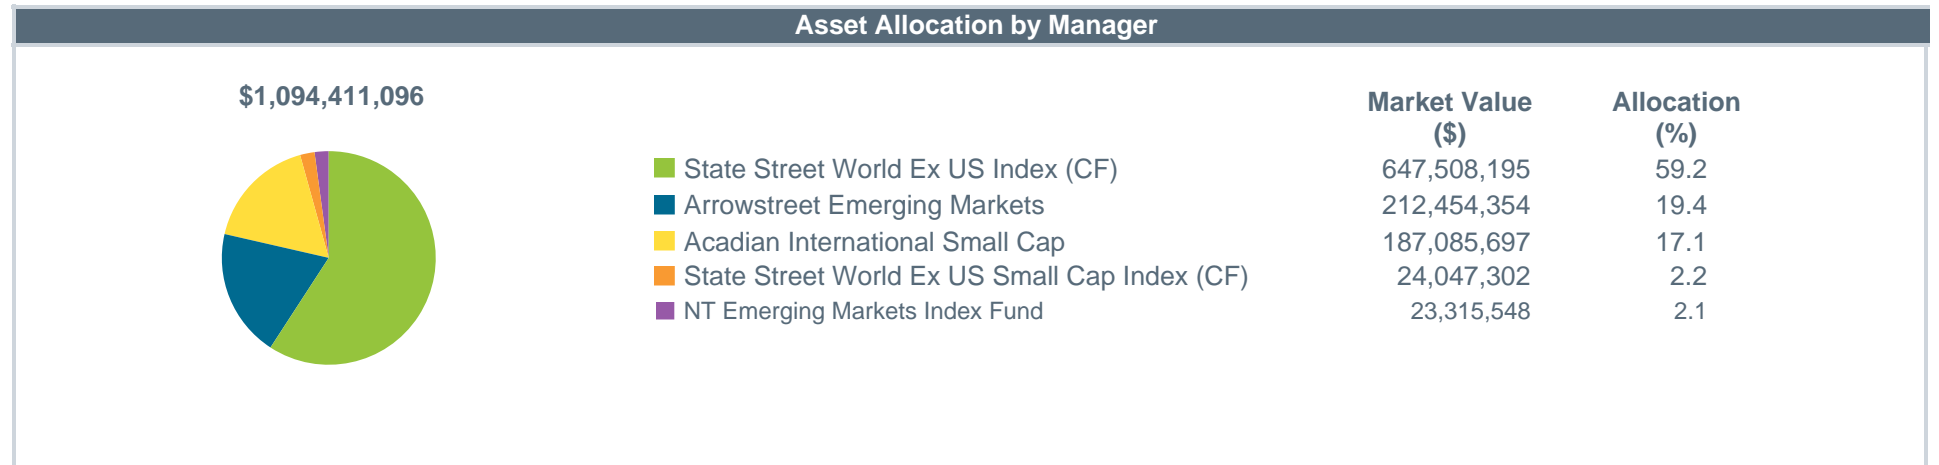 Asset Allocation by Manager
$1,094,411,096
Market Value Allocation
($) (%)
State Street World Ex US Index (CF) 647,508,195 59.2
Arrowstreet Emerging Markets 212,454,354 19.4
Acadian International Small Cap 187,085,697 17.1
State Street World Ex US Small Cap Index (CF) 24,047,302 2.2
NT Emerging Markets Index Fund 23,315,548 2.1